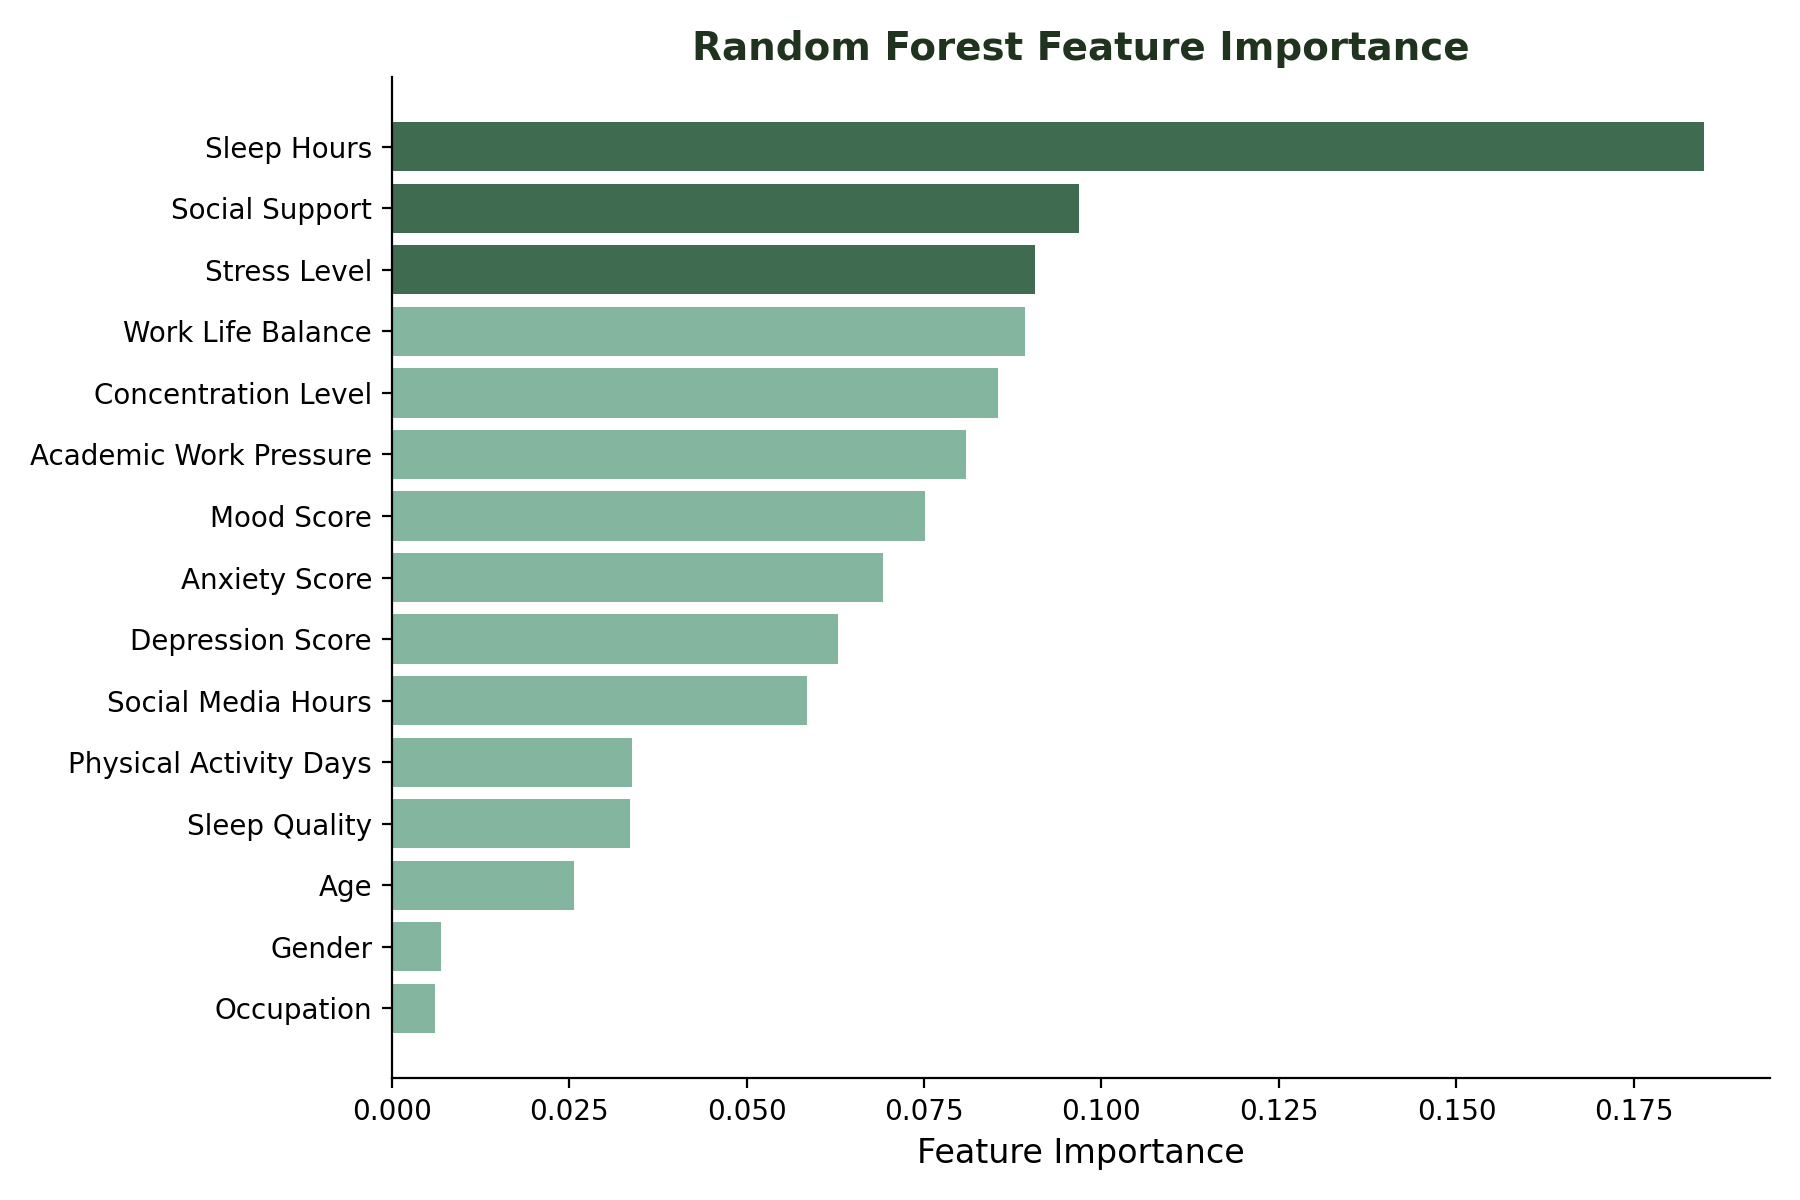 Random Forest Feature Importance
Sleep Hours
Social Support
Stress Level
Work Life Balance
Concentration Level
Academic Work Pressure
Mood Score
Anxiety Score
Depression Score
Social Media Hours
Physical Activity Days
Sleep Quality
Age
Gender
Occupation
0.000 0.025 0.050 0.075 0.100 0.125 0.150 0.175
Feature Importance